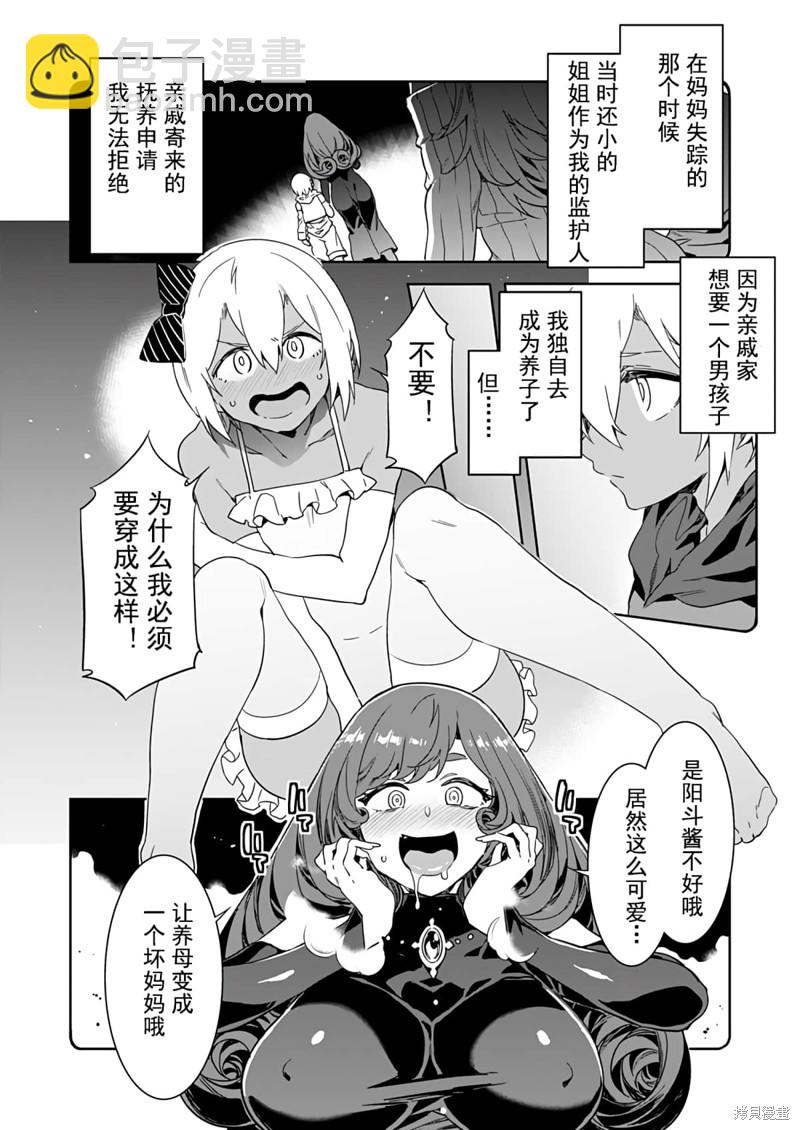 在妈妈失踪的
那个时候
当时还小的
姐姐作为我的监护人
亲戚寄来的
抚养申请
我无法拒绝
因为亲戚家
想要一个男孩子
我独自去
成为养子了
但……
不要！
为什么我必须
要穿成这样！
是阳斗酱不好哦
居然这么可爱…
让养母变成
一个坏妈妈哦
包子漫畫
baozimh.com
拷贝漫畫